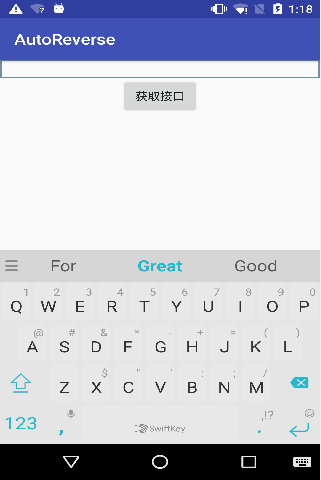 1:18
AutoReverse
获取接口
For Great Good
1 2 3 4 5 6 7 8 9 0
Q W E R T Y U I O P
@ # & * - + = ( )
A S D F G H J K L
$ " ' : ; /
Z X C V B N M
123 , SwiftKey . ,!?